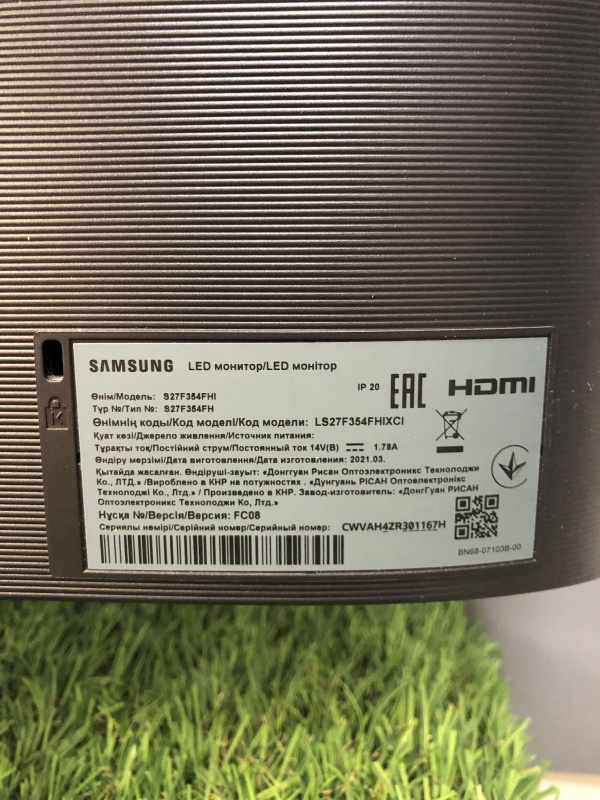 SAMSUNG LED монитор/LED монітор
IP 20 EAC HDMI
Өнім/Модель: S27F354FHI
Түр №/Тип №: S27F354FH
Өнімнің коды/Код моделі/Код модели: LS27F354FHIXCI
Қуат көзі/Джерело живлення/Источник питания:
Тұрақты ток/Постійний струм/Постоянный ток 14V(B) 1.78A
Өндіру мерзімі/Дата виготовлення/Дата изготовления: 2021.03.
Қытайда жасалған. Өндіруші-зауыт: «Донгтуан Рисан Оптоэлектроникс Текнолоджи
Ко., ЛТД.» /Вироблено в КНР на потужностях . «Дунгуань Рісан Оптоелектронікс
Технолоджі Ко., Лтд.» / Произведено в КНР. Завод-изготовитель: «ДонгГуан РИСАН
Оптоэлектроникс Технолоджи Ко, Лтд.»
Нұсқа №/Версія/Версия: FC08
Сериялы нөмірі/Серійний номер/Серийный номер: CWVAH4ZR301167H
BN68-07103B-00
K